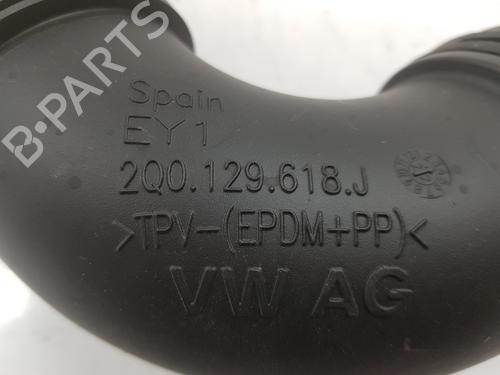 B-PARTS
Spain
EY1
2Q0.129.618.J
>TPV-(EPDM+PP)<
VW AG